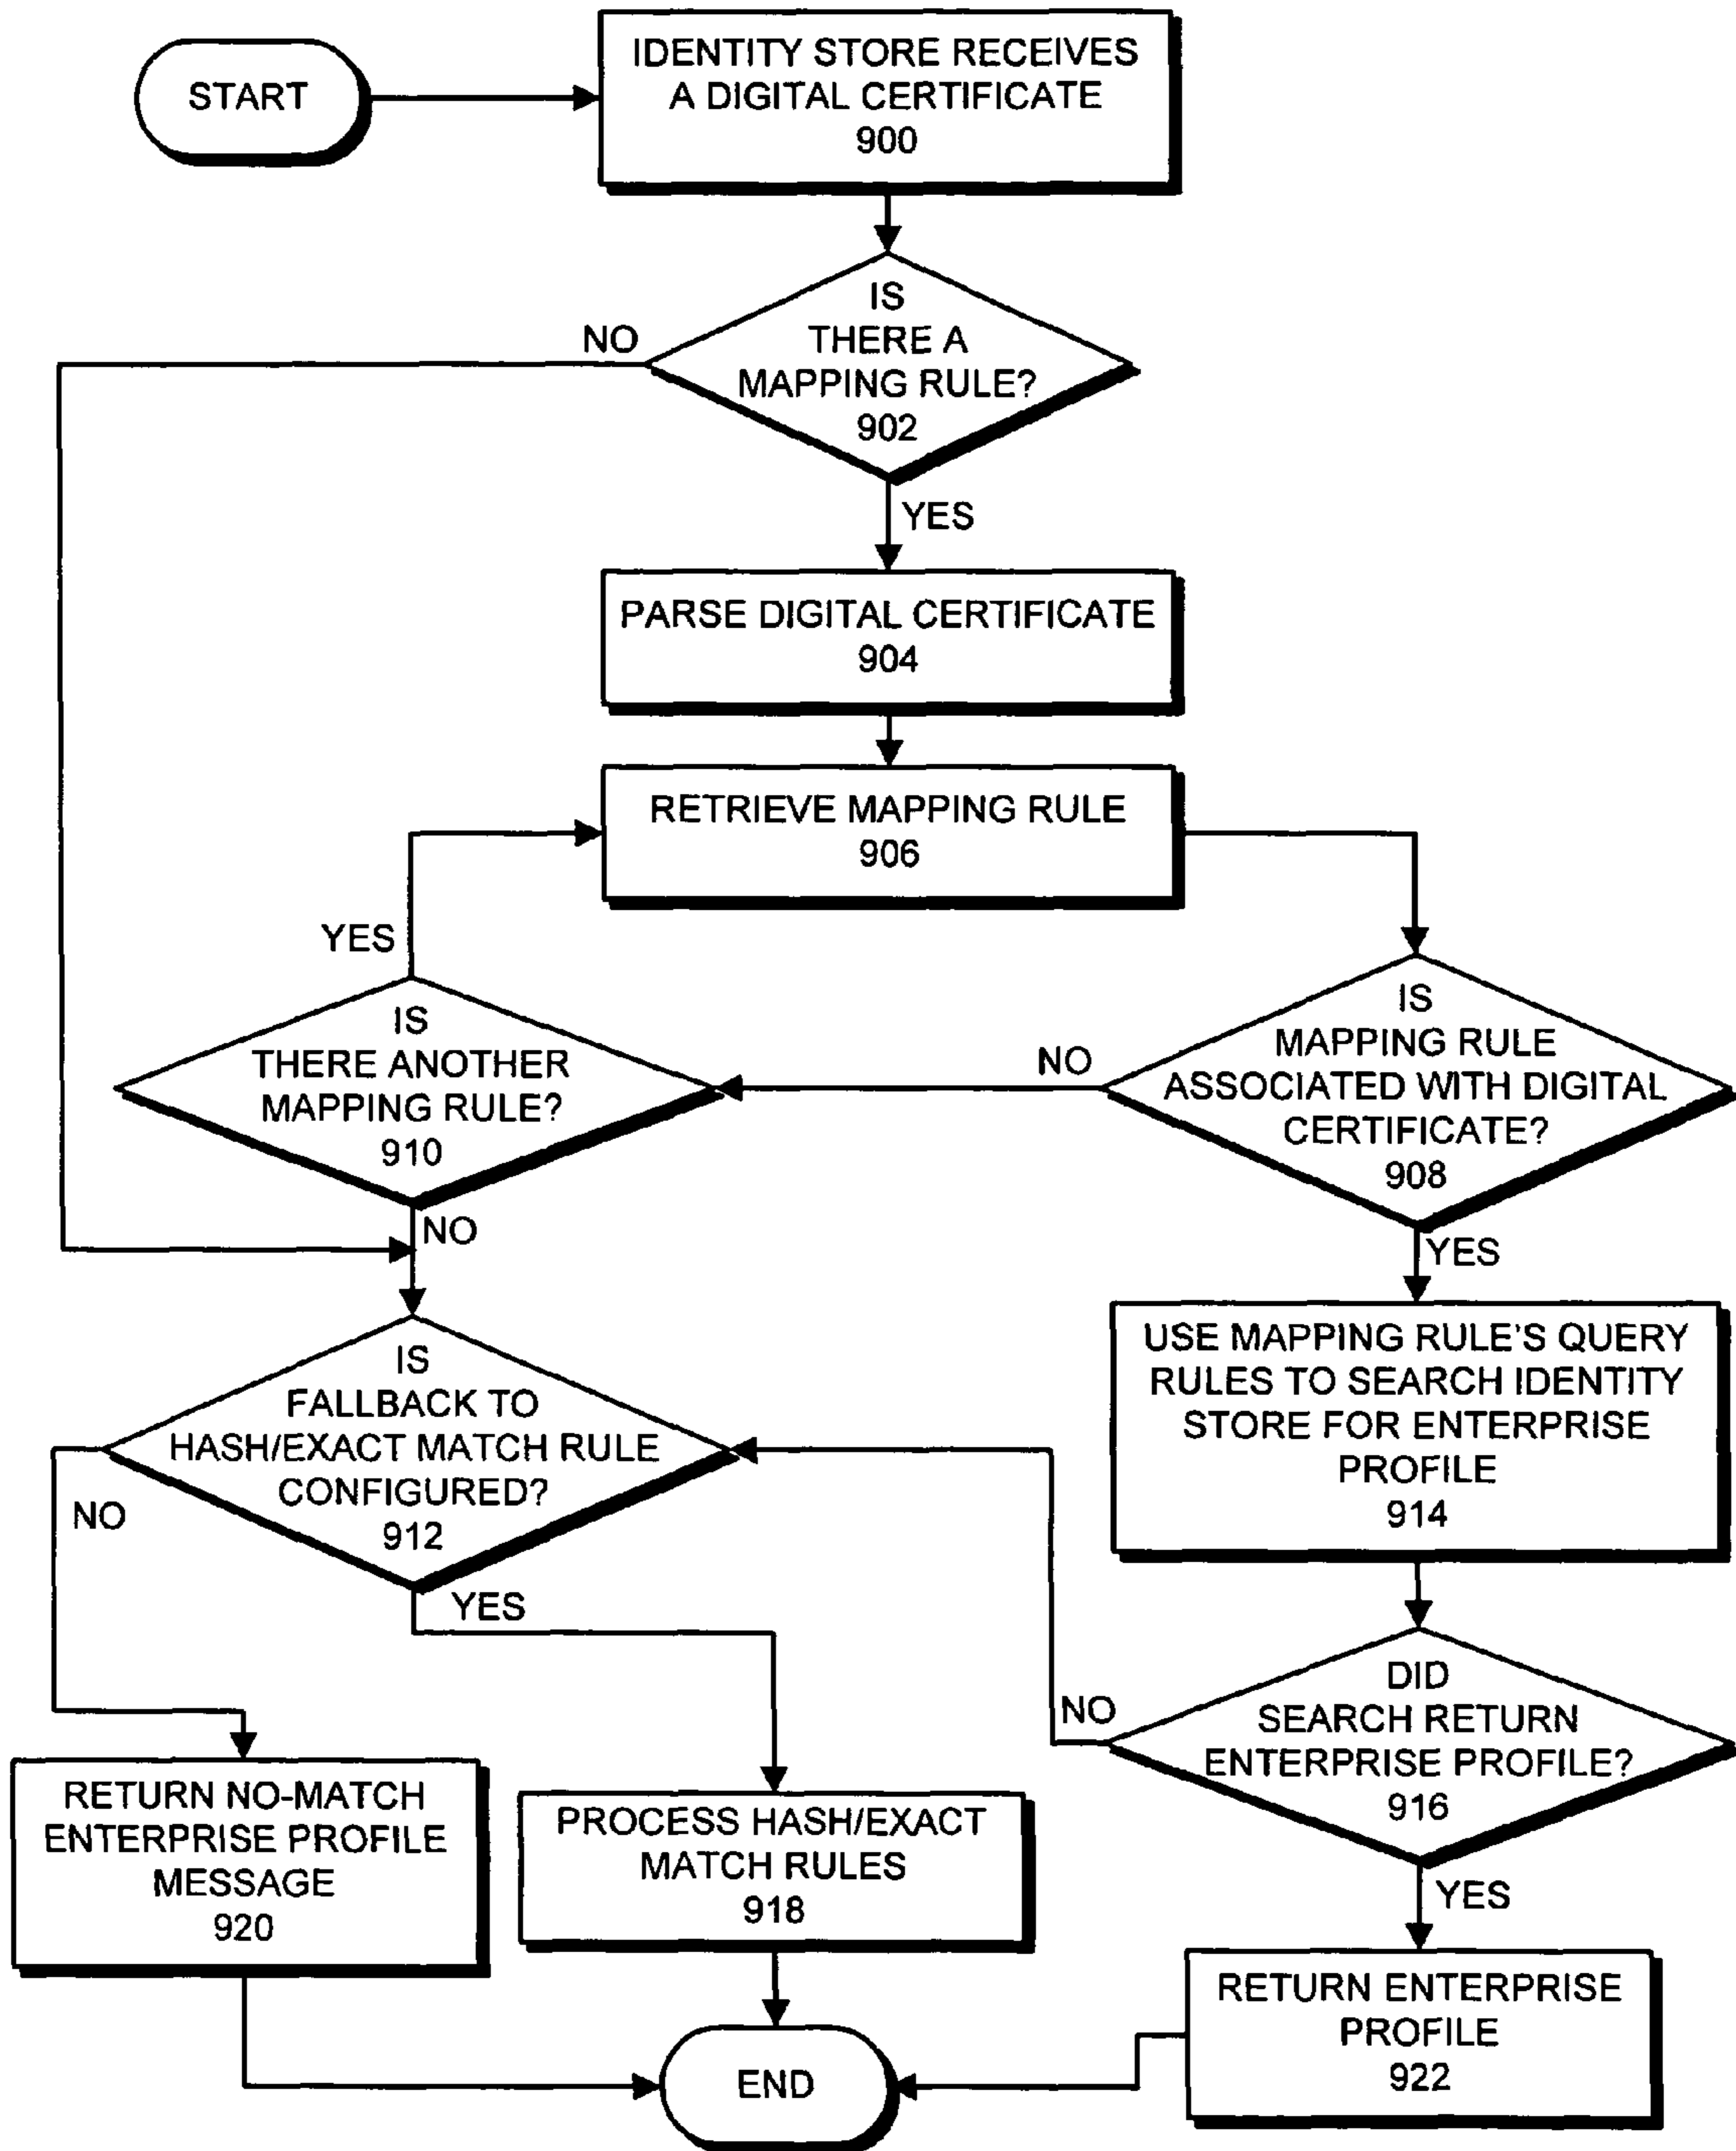 START
IDENTITY STORE RECEIVES
A DIGITAL CERTIFICATE
900
IS
THERE A
MAPPING RULE?
902
NO
YES
PARSE DIGITAL CERTIFICATE
904
RETRIEVE MAPPING RULE
906
YES
IS
THERE ANOTHER
MAPPING RULE?
910
NO
NO
IS
MAPPING RULE
ASSOCIATED WITH DIGITAL
CERTIFICATE?
908
YES
IS
FALLBACK TO
HASH/EXACT MATCH RULE
CONFIGURED?
912
NO
YES
USE MAPPING RULE'S QUERY
RULES TO SEARCH IDENTITY
STORE FOR ENTERPRISE
PROFILE
914
DID
SEARCH RETURN
ENTERPRISE PROFILE?
916
NO
YES
RETURN NO-MATCH
ENTERPRISE PROFILE
MESSAGE
920
PROCESS HASH/EXACT
MATCH RULES
918
RETURN ENTERPRISE
PROFILE
922
END